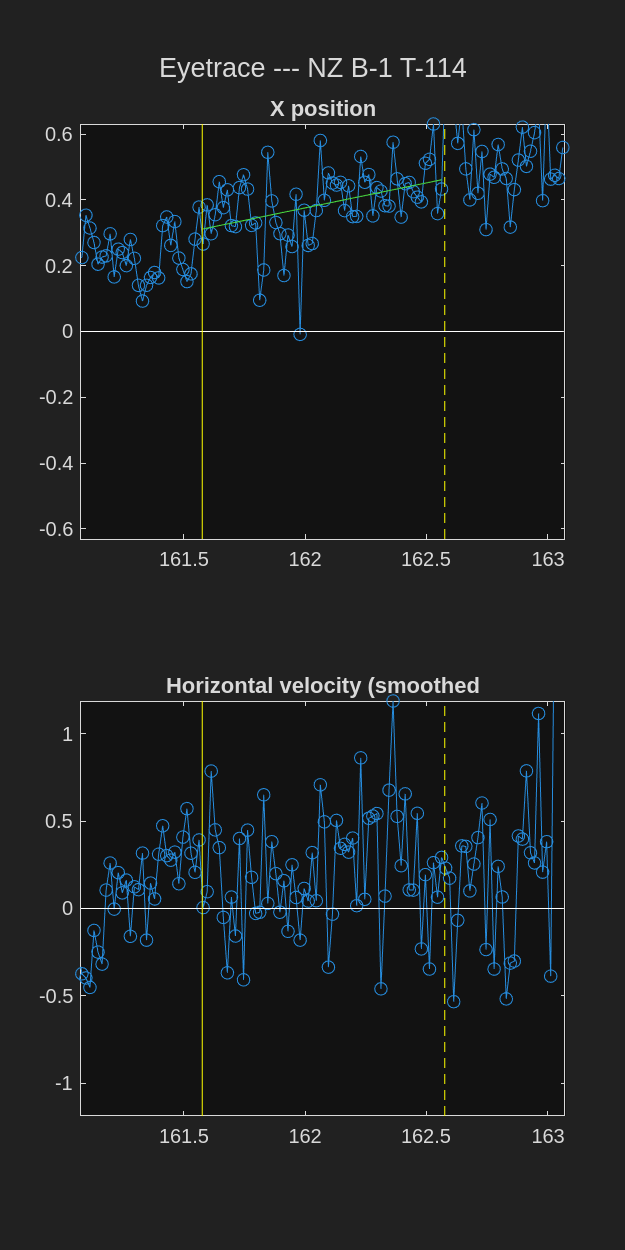 Eyetrace --- NZ B-1 T-114
X position
0.6
0.4
0.2
0
-0.2
-0.4
-0.6
161.5 162 162.5 163
Horizontal velocity (smoothed
1
0.5
0
-0.5
-1
161.5 162 162.5 163